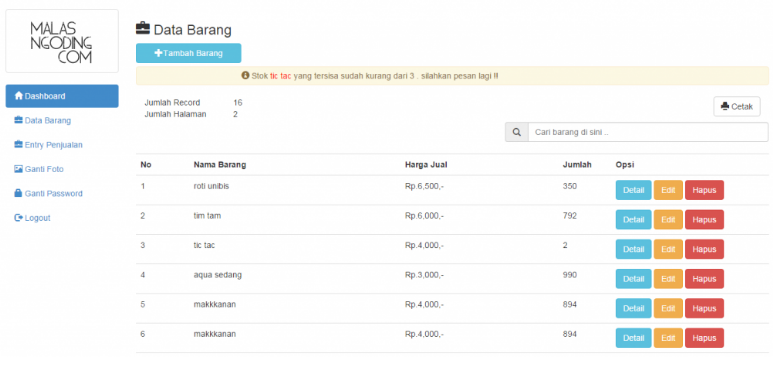 MALAS
NGODING
COM
Dashboard
Data Barang
Entry Penjualan
Ganti Foto
Ganti Password
Logout
Data Barang
+Tambah Barang
Stok tic tac yang tersisa sudah kurang dari 3 . silahkan pesan lagi !!
Jumlah Record 16
Jumlah Halaman 2
Cetak
Cari barang di sini ..
No Nama Barang Harga Jual Jumlah Opsi
1 roti unibis Rp.6,500,- 350 Detail Edit Hapus
2 tim tam Rp.6,000,- 792 Detail Edit Hapus
3 tic tac Rp.4,000,- 2 Detail Edit Hapus
4 aqua sedang Rp.3,000,- 990 Detail Edit Hapus
5 makkkanan Rp.4,000,- 894 Detail Edit Hapus
6 makkkanan Rp.4,000,- 894 Detail Edit Hapus